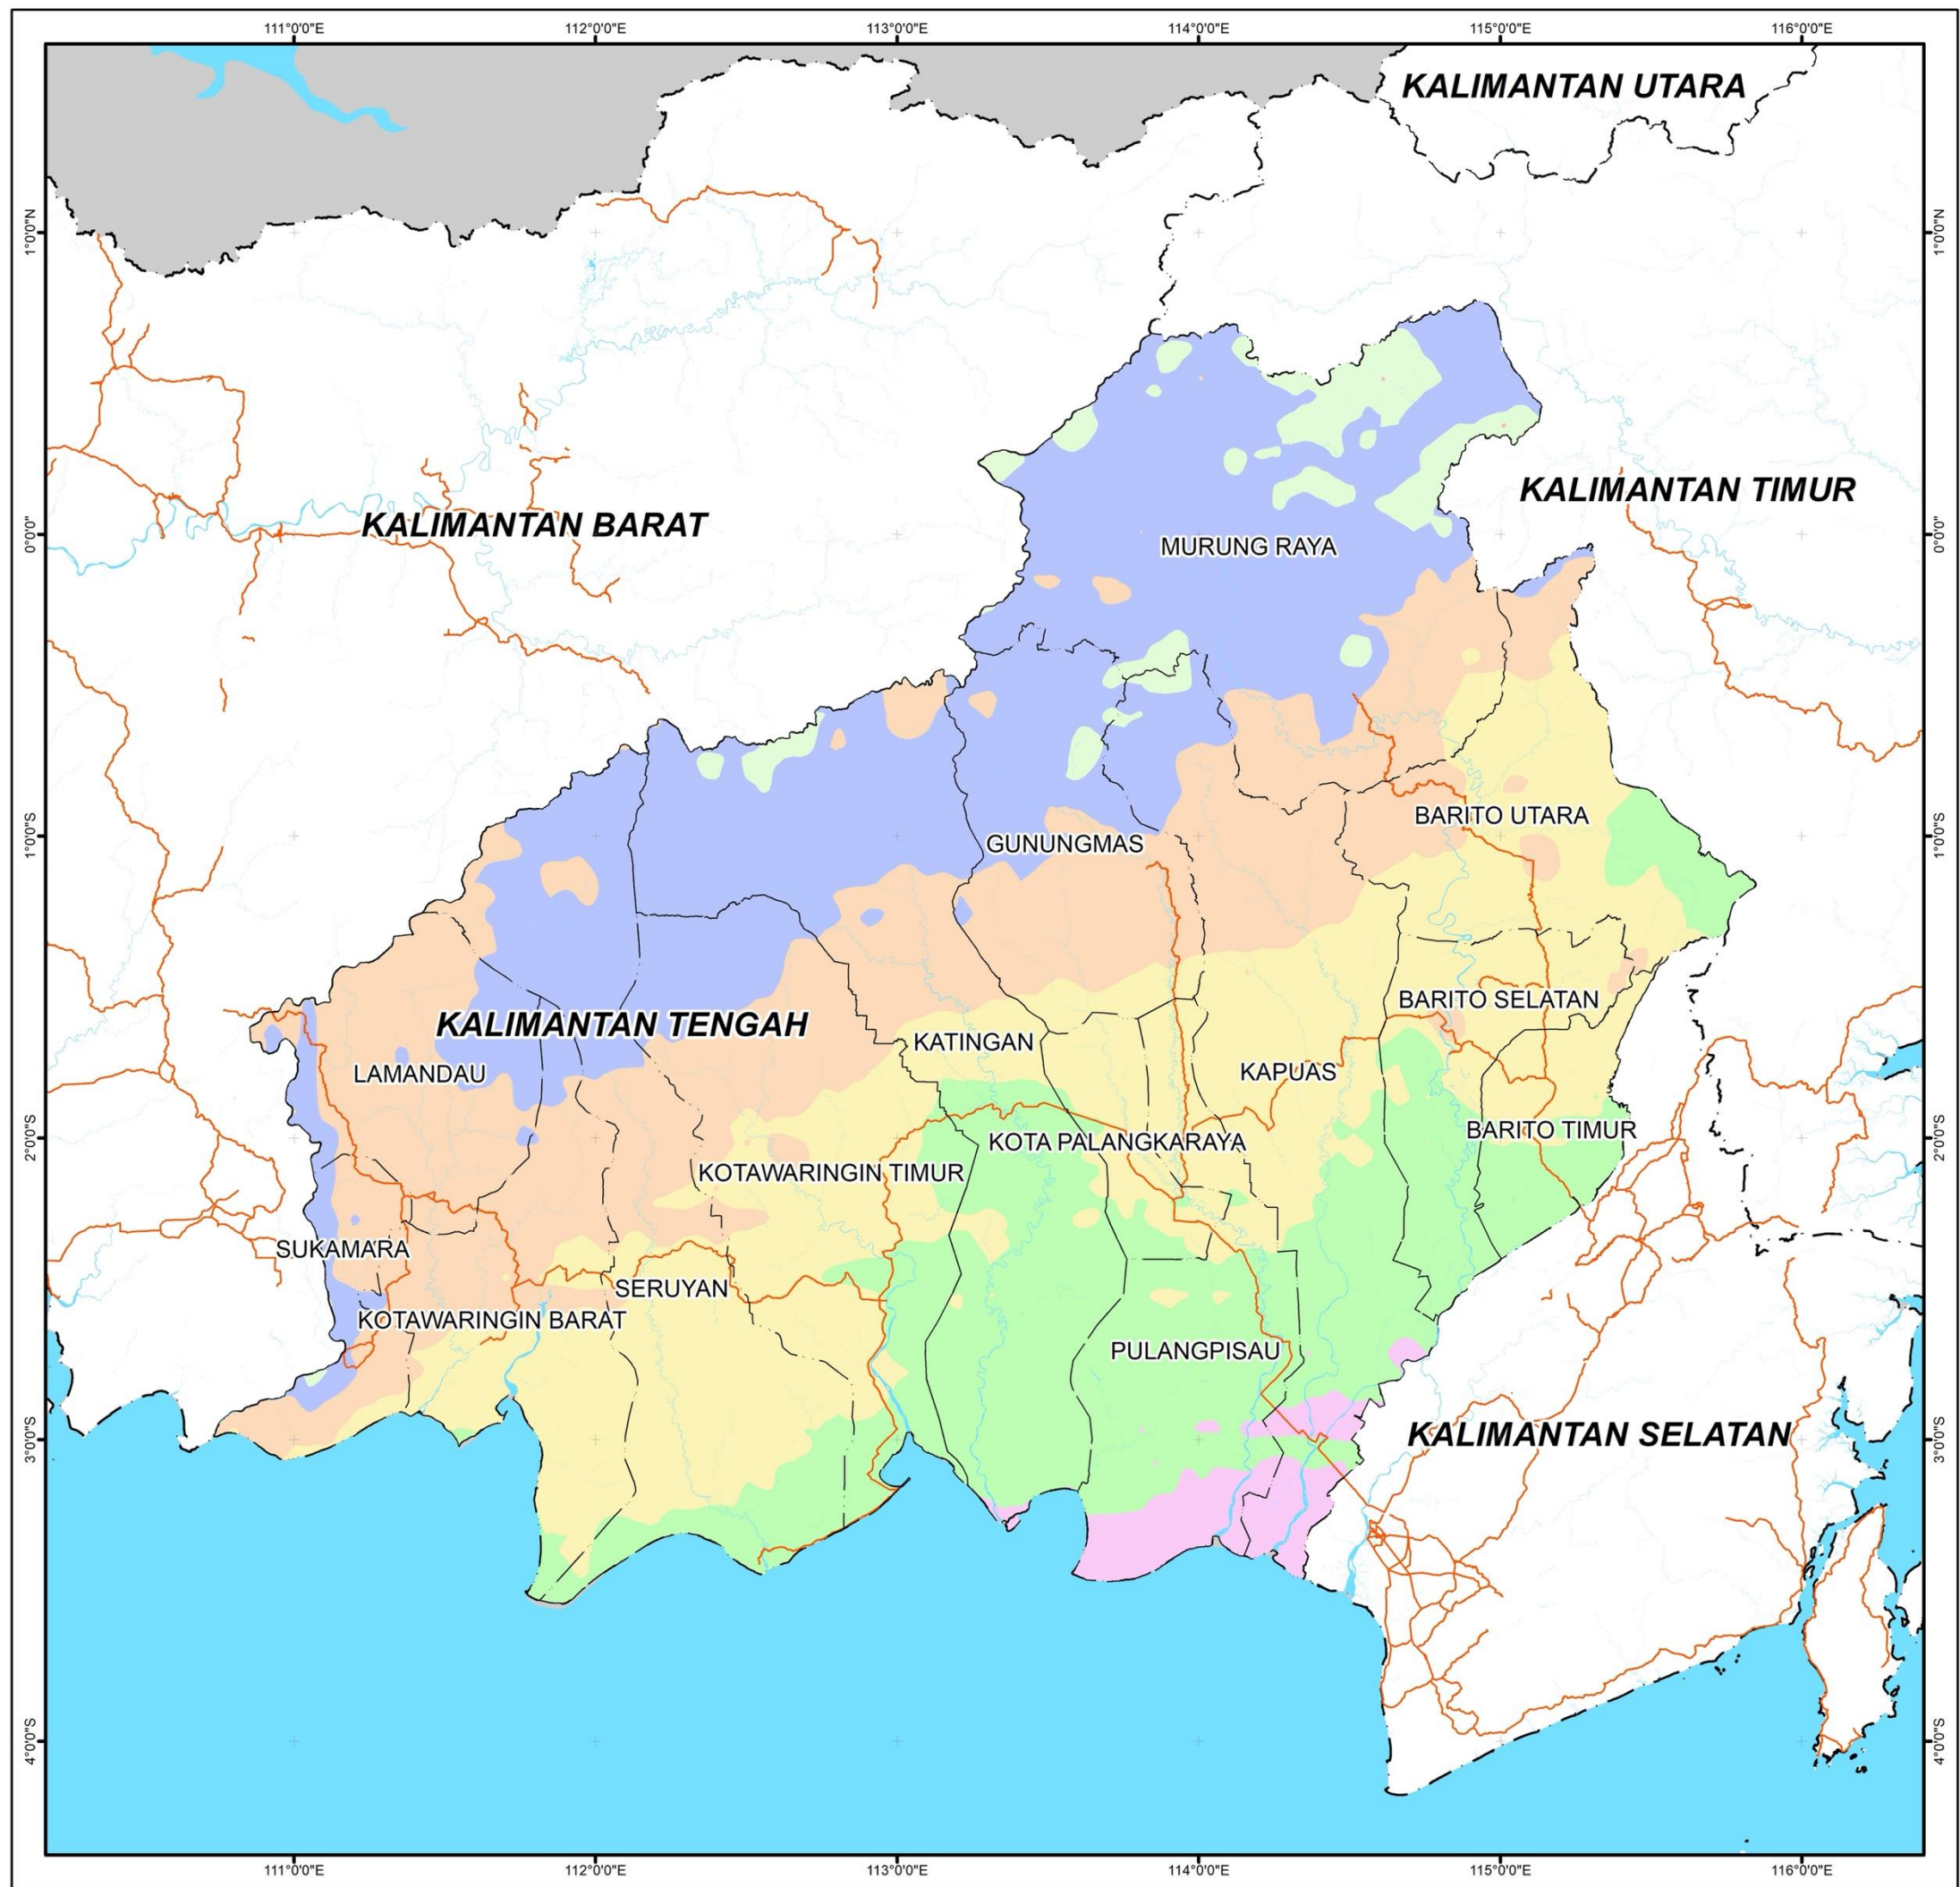 111°0'0"E 112°0'0"E 113°0'0"E 114°0'0"E 115°0'0"E 116°0'0"E
KALIMANTAN UTARA
1°0'0"N 1°0'0"N
KALIMANTAN TIMUR
KALIMANTAN BARAT
0°0'0" 0°0'0"
MURUNG RAYA
BARITO UTARA
1°0'0"S 1°0'0"S
GUNUNGMAS
BARITO SELATAN
KALIMANTAN TENGAH
KATINGAN
LAMANDAU
KAPUAS
BARITO TIMUR
2°0'0"S 2°0'0"S
KOTA PALANGKARAYA
KOTAWARINGIN TIMUR
SUKAMARA
SERUYAN
KOTAWARINGIN BARAT
PULANGPISAU
KALIMANTAN SELATAN
3°0'0"S 3°0'0"S
4°0'0"S 4°0'0"S
111°0'0"E 112°0'0"E 113°0'0"E 114°0'0"E 115°0'0"E 116°0'0"E